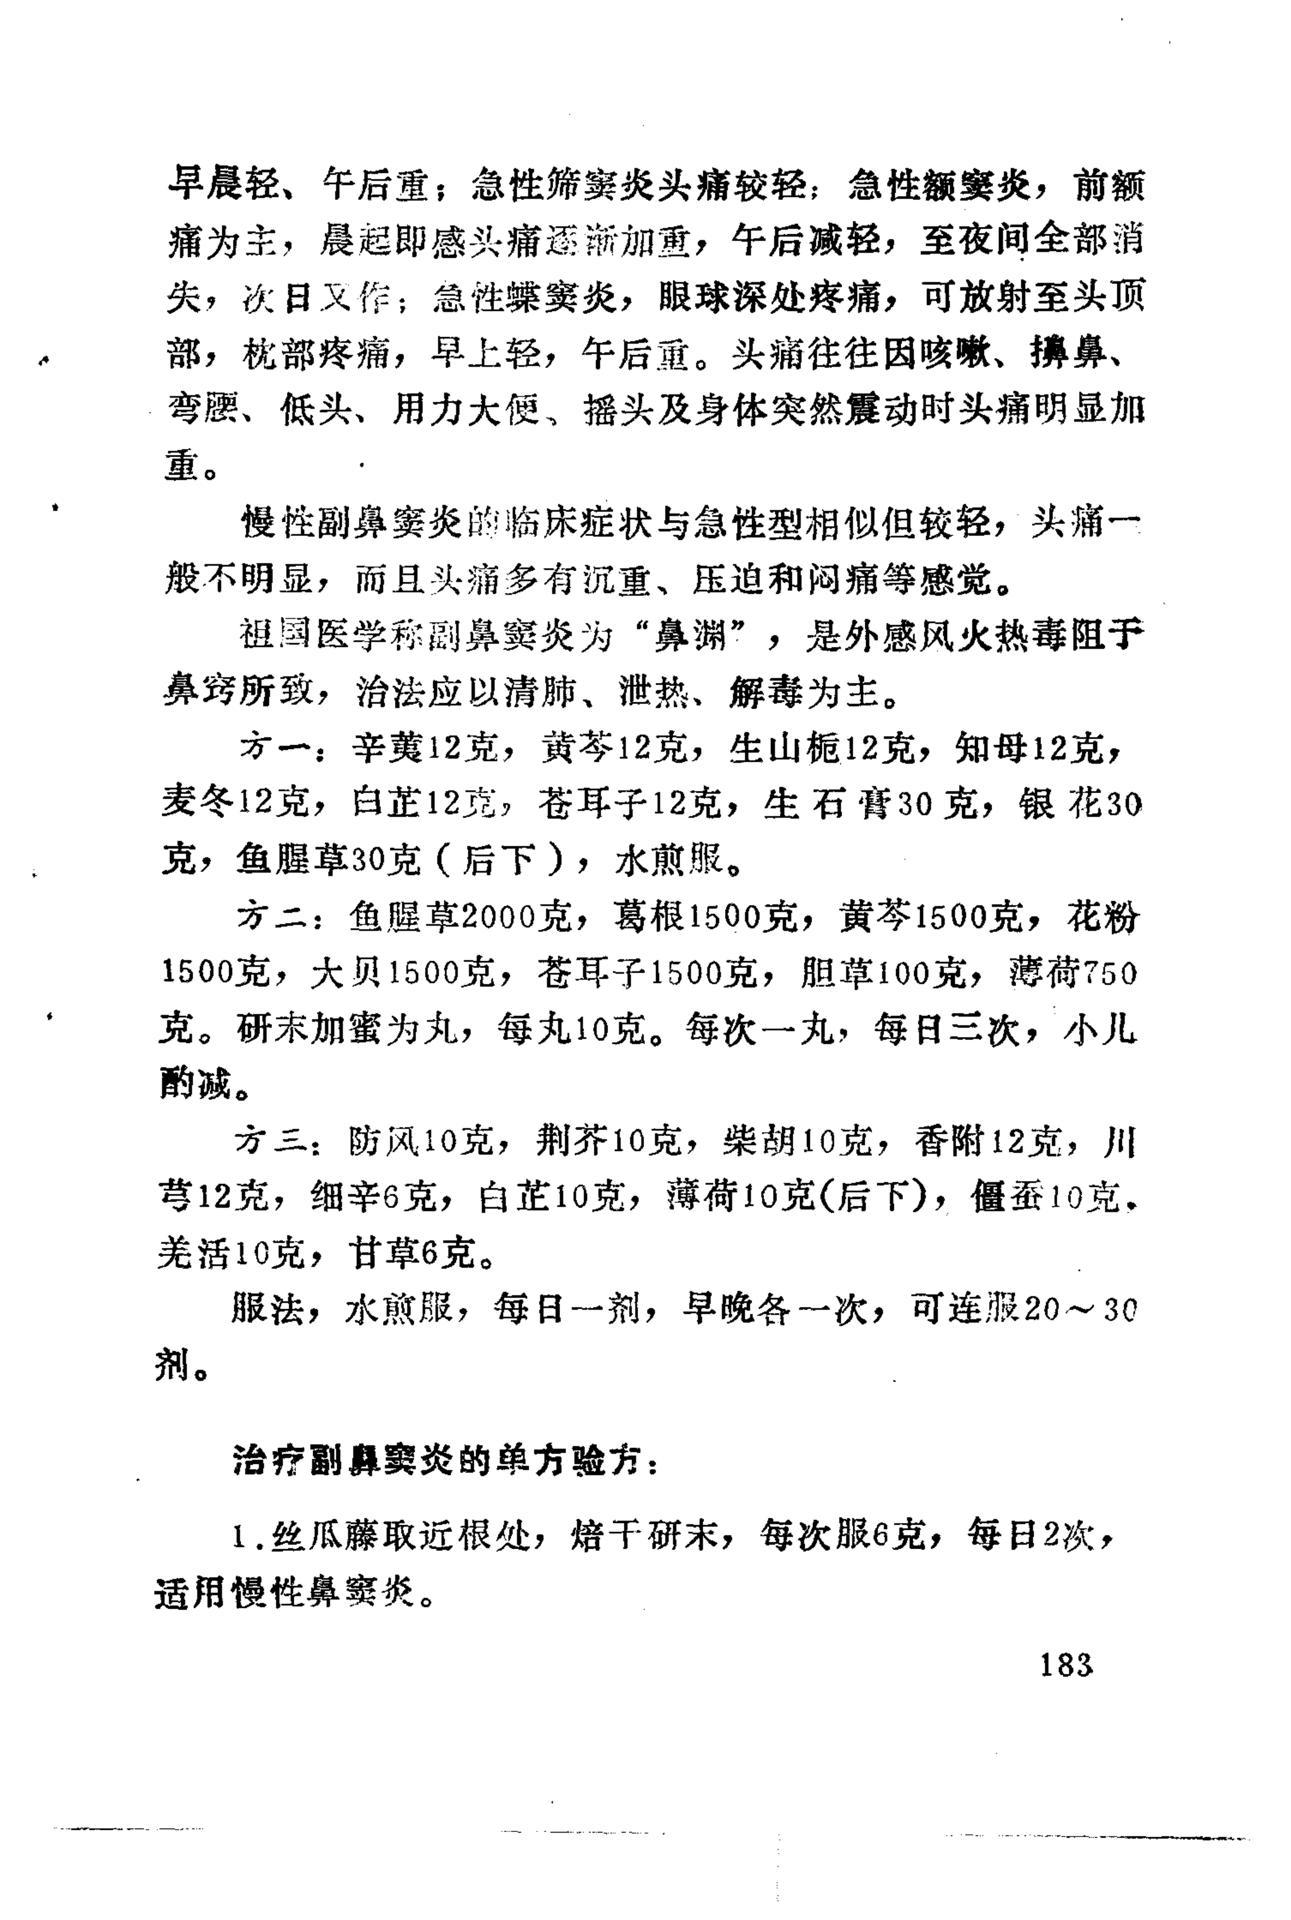 早晨轻、午后重；急性筛窦炎头痛较轻；急性额窦炎，前额
痛为主，晨起即感头痛逐渐加重，午后减轻，至夜间全部消
失，次日又作；急性蝶窦炎，眼球深处疼痛，可放射至头顶
部，枕部疼痛，早上轻，午后重。头痛往往因咳嗽、擤鼻、
弯腰、低头、用力大便、摇头及身体突然震动时头痛明显加
重。
慢性副鼻窦炎的临床症状与急性型相似但较轻，头痛一
般不明显，而且头痛多有沉重、压迫和闷痛等感觉。
祖国医学称副鼻窦炎为“鼻渊”，是外感风火热毒阻于
鼻窍所致，治法应以清肺、泄热、解毒为主。
方一：辛荑12克，黄芩12克，生山栀12克，知母12克，
麦冬12克，白芷12克，苍耳子12克，生石膏30克，银花30
克，鱼腥草30克（后下），水煎服。
方二：鱼腥草2000克，葛根1500克，黄芩1500克，花粉
1500克，大贝1500克，苍耳子1500克，胆草100克，薄荷750
克。研末加蜜为丸，每丸10克。每次一丸，每日三次，小儿
酌减。
方三：防风10克，荆芥10克，柴胡10克，香附12克，川
芎12克，细辛6克，白芷10克，薄荷10克(后下)，僵蚕10克．
羌活10克，甘草6克。
服法，水煎服，每日一剂，早晚各一次，可连服20～30
剂。
治疗副鼻窦炎的单方验方：
1.丝瓜藤取近根处，焙干研末，每次服6克，每日2次，
适用慢性鼻窦炎。
183